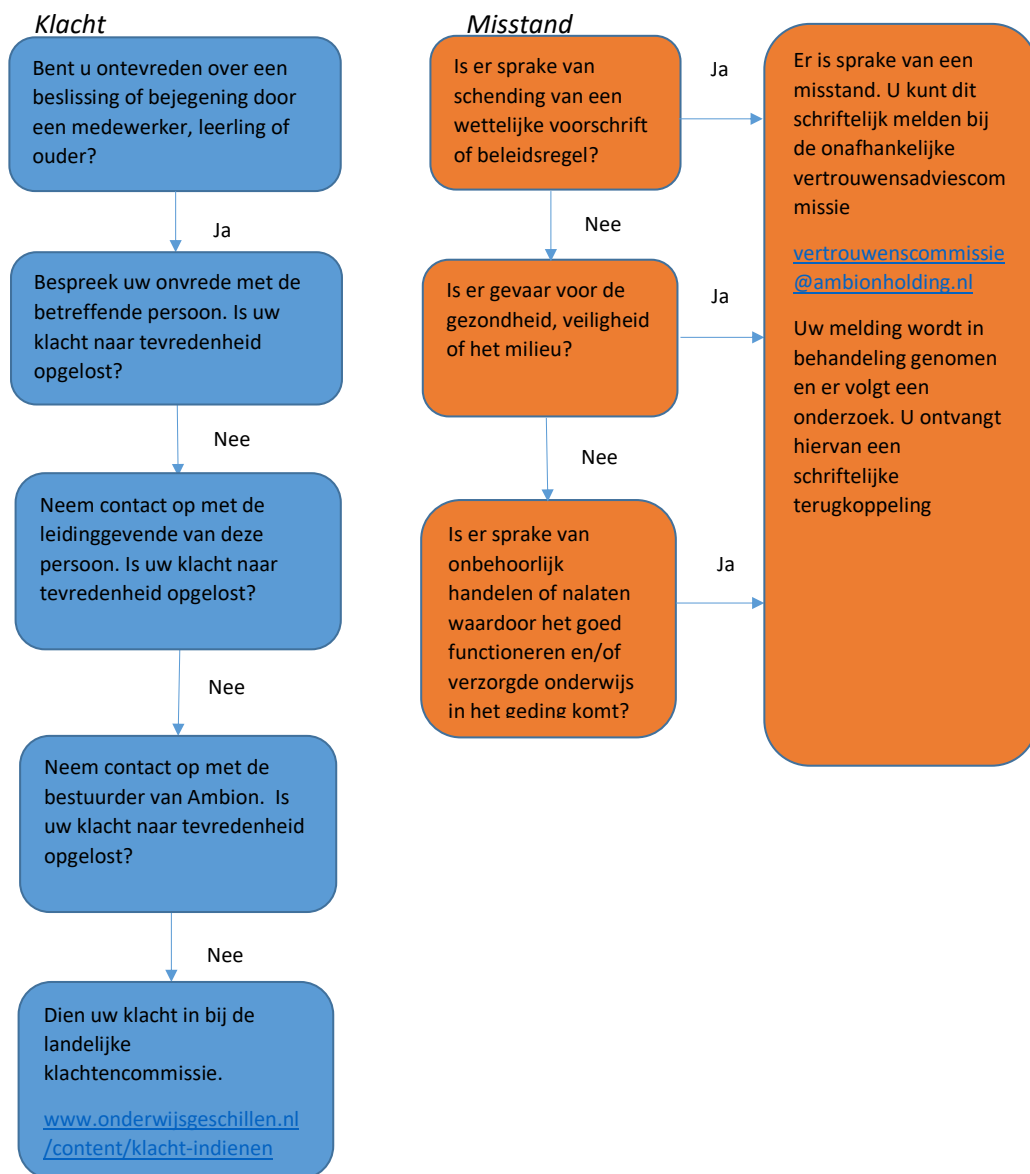 Klacht
Bent u ontevreden over een
beslissing of bejegening door
een medewerker, leerling of
ouder?
Ja
Bespreek uw onvrede met de
betreffende persoon. Is uw
klacht naar tevredenheid
opgelost?
Nee
Neem contact op met de
leidinggevende van deze
persoon. Is uw klacht naar
tevredenheid opgelost?
Nee
Neem contact op met de
bestuurder van Ambion.  Is
uw klacht naar tevredenheid
opgelost?
Nee
Dien uw klacht in bij de
landelijke
klachtencommissie.
www.onderwijsgeschillen.nl
/content/klacht-indienen
Misstand
Is er sprake van
schending van een
wettelijke voorschrift
of beleidsregel?
Ja
Nee
Is er gevaar voor de
gezondheid, veiligheid
of het milieu?
Ja
Nee
Is er sprake van
onbehoorlijk
handelen of nalaten
waardoor het goed
functioneren en/of
verzorgde onderwijs
in het geding komt?
Ja
Er is sprake van een
misstand. U kunt dit
schriftelijk melden bij
de onafhankelijke
vertrouwensadviescom
missie
vertrouwenscommissie
@ambionholding.nl
Uw melding wordt in
behandeling genomen
en er volgt een
onderzoek. U ontvangt
hiervan een
schriftelijke
terugkoppeling